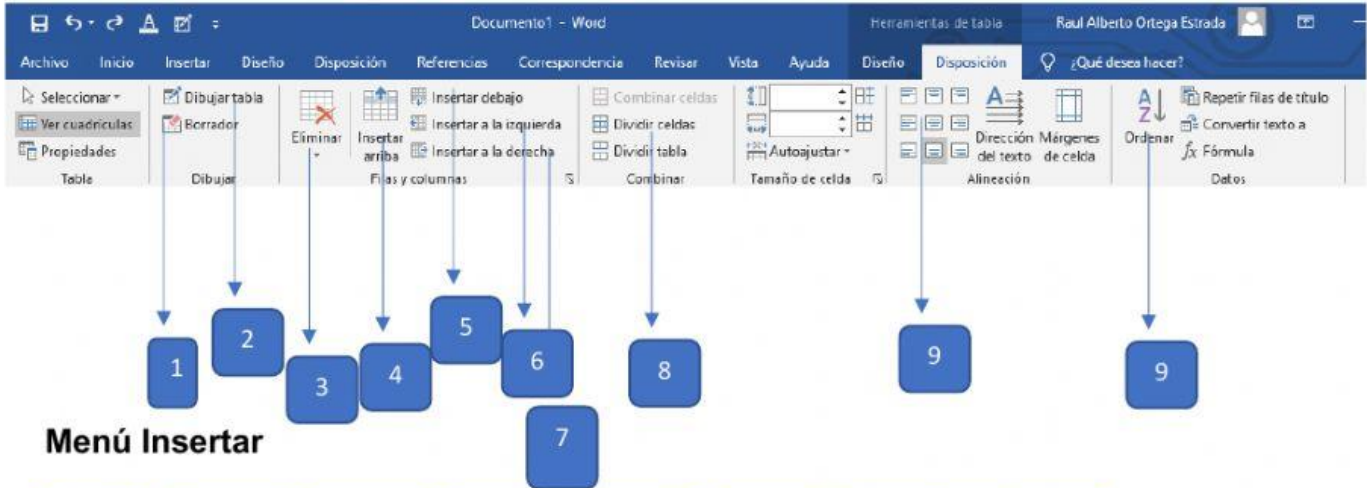 Documento1 - Word
Herramientas de tabla
Raul Alberto Ortega Estrada
Archivo Inicio Insertar Diseño Disposición Referencias Correspondencia Revisar Vista Ayuda Diseño Disposición ¿Qué desea hacer?
Seleccionar
Ver cuadrículas
Propiedades
Tabla
Dibujar tabla
Borrador
Dibujar
Eliminar
Insertar arriba
Insertar debajo
Insertar a la izquierda
Insertar a la derecha
Filas y columnas
Combinar celdas
Dividir celdas
Dividir tabla
Combinar
Autoajustar
Tamaño de celda
Dirección del texto
Márgenes de celda
Alineación
Ordenar
Repetir filas de título
Convertir texto a
fx Fórmula
Datos
1
2
3
4
5
6
7
8
9
9
Menú Insertar